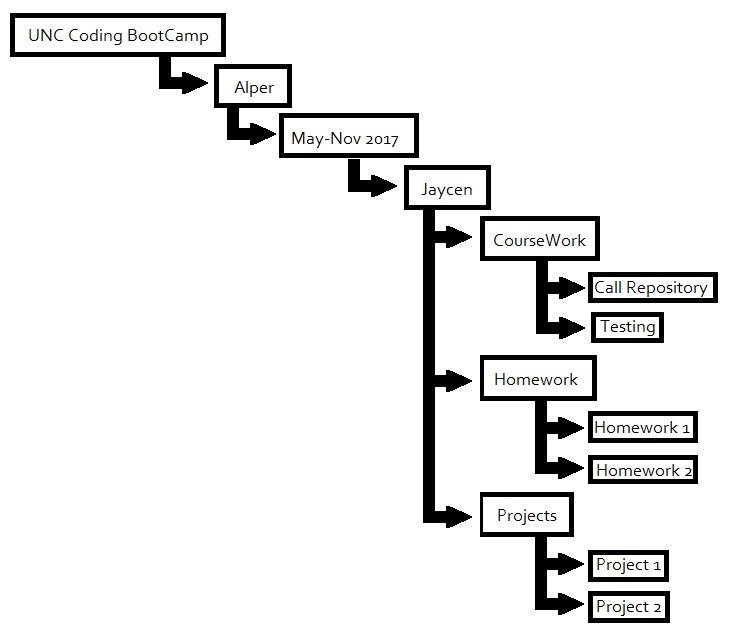 UNC Coding BootCamp
Alper
May-Nov 2017
Jaycen
CourseWork
Call Repository
Testing
Homework
Homework 1
Homework 2
Projects
Project 1
Project 2